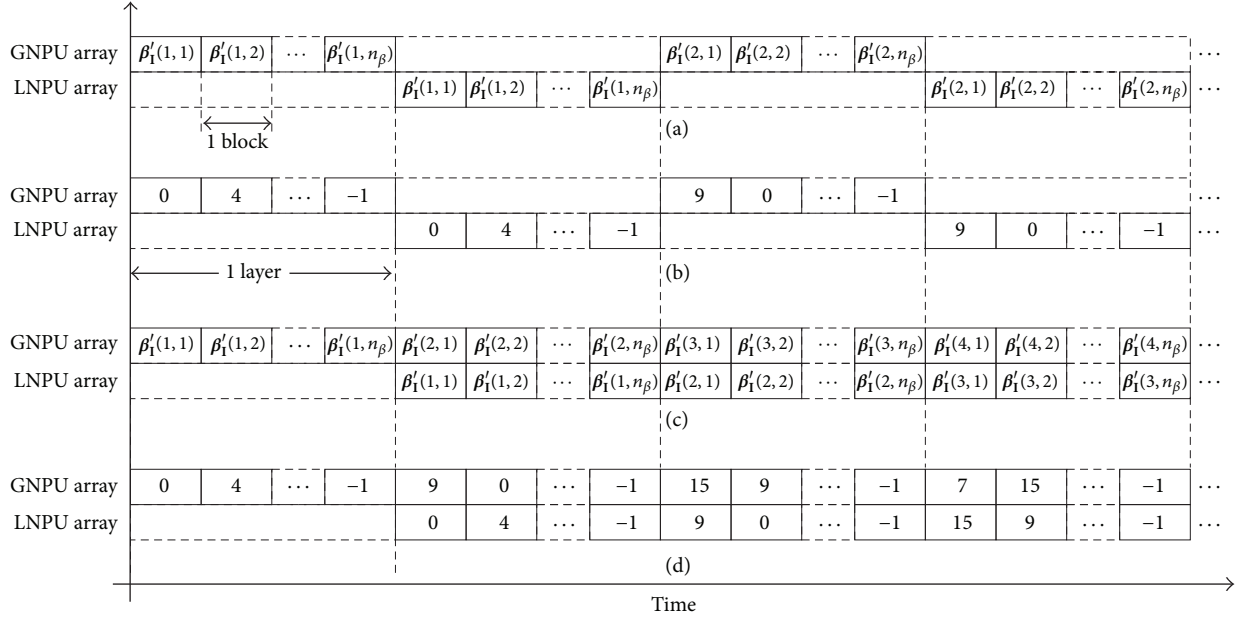 GNPU array β′I(1, 1) β′I(1, 2) ⋯ β′I(1, nβ) β′I(2, 1) β′I(2, 2) ⋯ β′I(2, nβ) ⋯
LNPU array β′I(1, 1) β′I(1, 2) ⋯ β′I(1, nβ) β′I(2, 1) β′I(2, 2) ⋯ β′I(2, nβ) ⋯
1 block
(a)
GNPU array 0 4 ⋯ −1 9 0 ⋯ −1 ⋯
LNPU array 0 4 ⋯ −1 9 0 ⋯ −1 ⋯
1 layer
(b)
GNPU array β′I(1, 1) β′I(1, 2) ⋯ β′I(1, nβ) β′I(2, 1) β′I(2, 2) ⋯ β′I(2, nβ) β′I(3, 1) β′I(3, 2) ⋯ β′I(3, nβ) β′I(4, 1) β′I(4, 2) ⋯ β′I(4, nβ) ⋯
LNPU array β′I(1, 1) β′I(1, 2) ⋯ β′I(1, nβ) β′I(2, 1) β′I(2, 2) ⋯ β′I(2, nβ) β′I(3, 1) β′I(3, 2) ⋯ β′I(3, nβ) ⋯
(c)
GNPU array 0 4 ⋯ −1 9 0 ⋯ −1 15 9 ⋯ −1 7 15 ⋯ −1 ⋯
LNPU array 0 4 ⋯ −1 9 0 ⋯ −1 15 9 ⋯ −1 ⋯
(d)
Time